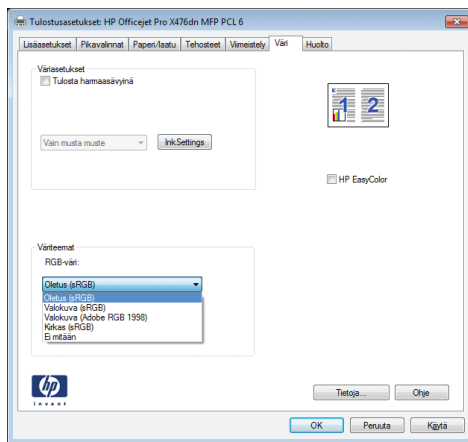 Tulostusasetukset: HP Officejet Pro X476dn MFP PCL 6
Lisäasetukset Pikavalinnat Paperi/laatu Tehosteet Viimeistely Väri Huolto
Väriasetukset
Tulosta harmaasävyinä
1 2
Vain musta muste InkSettings
HP EasyColor
Väriteemat
RGB-väri:
Oletus (sRGB)
Oletus (sRGB)
Valokuva (sRGB)
Valokuva (Adobe RGB 1998)
Kirkas (sRGB)
Ei mitään
hp
invent
Tietoja... Ohje
OK Peruuta Käytä